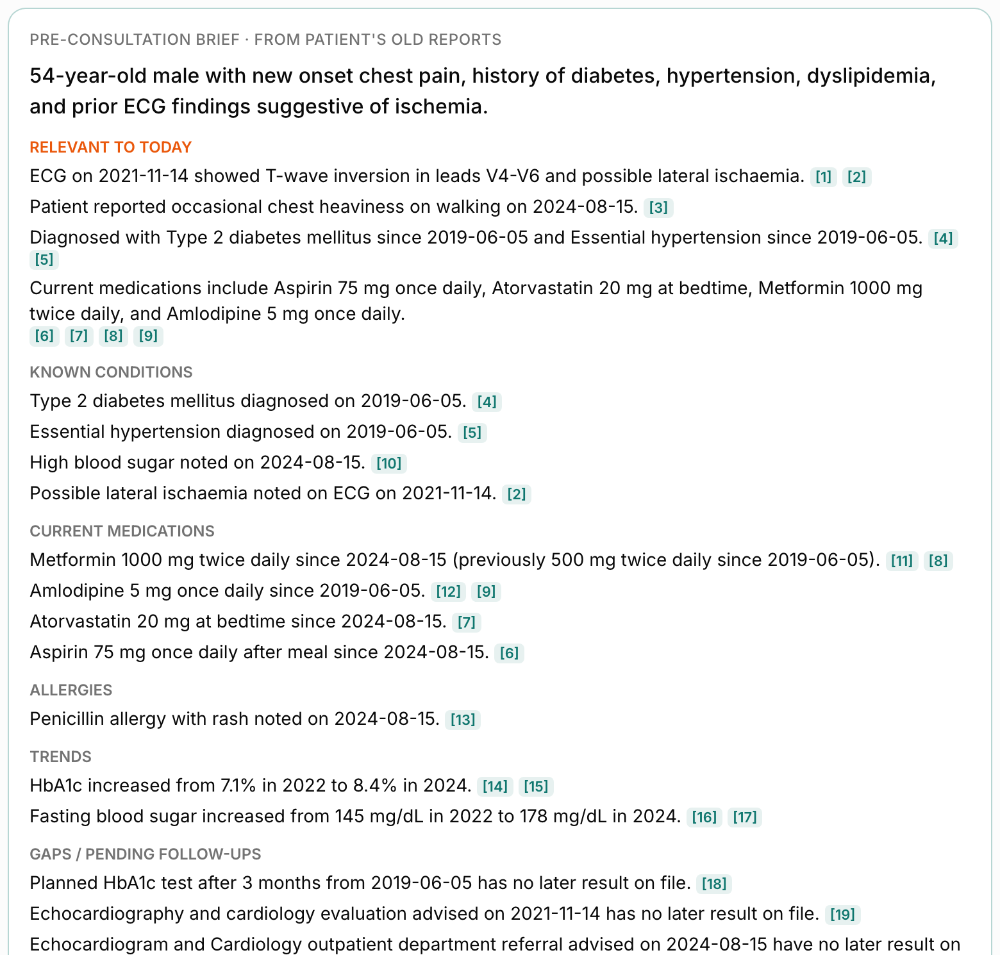 PRE-CONSULTATION BRIEF · FROM PATIENT'S OLD REPORTS
54-year-old male with new onset chest pain, history of diabetes, hypertension, dyslipidemia,
and prior ECG findings suggestive of ischemia.
RELEVANT TO TODAY
ECG on 2021-11-14 showed T-wave inversion in leads V4-V6 and possible lateral ischaemia. [1] [2]
Patient reported occasional chest heaviness on walking on 2024-08-15. [3]
Diagnosed with Type 2 diabetes mellitus since 2019-06-05 and Essential hypertension since 2019-06-05. [4]
[5]
Current medications include Aspirin 75 mg once daily, Atorvastatin 20 mg at bedtime, Metformin 1000 mg
twice daily, and Amlodipine 5 mg once daily.
[6] [7] [8] [9]
KNOWN CONDITIONS
Type 2 diabetes mellitus diagnosed on 2019-06-05. [4]
Essential hypertension diagnosed on 2019-06-05. [5]
High blood sugar noted on 2024-08-15. [10]
Possible lateral ischaemia noted on ECG on 2021-11-14. [2]
CURRENT MEDICATIONS
Metformin 1000 mg twice daily since 2024-08-15 (previously 500 mg twice daily since 2019-06-05). [11] [8]
Amlodipine 5 mg once daily since 2019-06-05. [12] [9]
Atorvastatin 20 mg at bedtime since 2024-08-15. [7]
Aspirin 75 mg once daily after meal since 2024-08-15. [6]
ALLERGIES
Penicillin allergy with rash noted on 2024-08-15. [13]
TRENDS
HbA1c increased from 7.1% in 2022 to 8.4% in 2024. [14] [15]
Fasting blood sugar increased from 145 mg/dL in 2022 to 178 mg/dL in 2024. [16] [17]
GAPS / PENDING FOLLOW-UPS
Planned HbA1c test after 3 months from 2019-06-05 has no later result on file. [18]
Echocardiography and cardiology evaluation advised on 2021-11-14 has no later result on file. [19]
Echocardiogram and Cardiology outpatient department referral advised on 2024-08-15 have no later result on